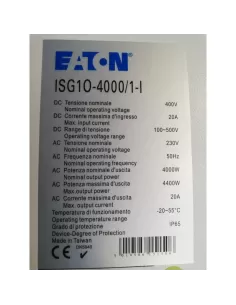 EATON
ISG1O-4000/1-I
DC Tensione nominale 400V
Nominal operating voltage
DC Corrente massima d'ingresso 20A
Max. input current
DC Range di tensione 100~500V
Operating voltage range
AC Tensione nominale 230V
Nominal operating voltage
AC Frequenza nominale 50Hz
Nominal operating frequency
AC Potenza nominale d'uscita 4000W
Nominal output power
AC Potenza massima d'uscita 4400W
Max. output power
AC Corrente massima d'uscita 20A
Max. output current
Temperatura di funzionamento -20~55°C
Operating temperature range
Grado di protezione IP65
Device-Degree of Protection
Made in Taiwan
CE